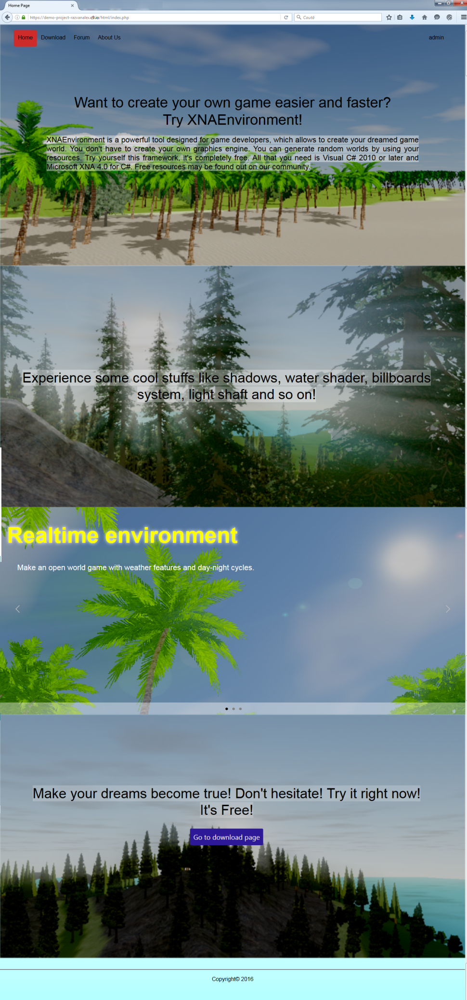 Home Page
https://demo-project-razvanalex.c9.io/html/index.php
Caută
Home Download Forum About Us admin
Want to create your own game easier and faster?
Try XNAEnvironment!
XNAEnvironment is a powerful tool designed for game developers, which allows to create your dreamed game
world. You don't have to create your own graphics engine. You can generate random worlds by using your
resources. Try yourself this framework, it's completely free. All that you need is Visual C# 2010 or later and
Microsoft XNA 4.0 for C#. Free resources may be found out on our community.
Experience some cool stuffs like shadows, water shader, billboards
system, light shaft and so on!
Realtime environment
Make an open world game with weather features and day-night cycles.
Make your dreams become true! Don't hesitate! Try it right now!
It's Free!
Go to download page
Copyright© 2016